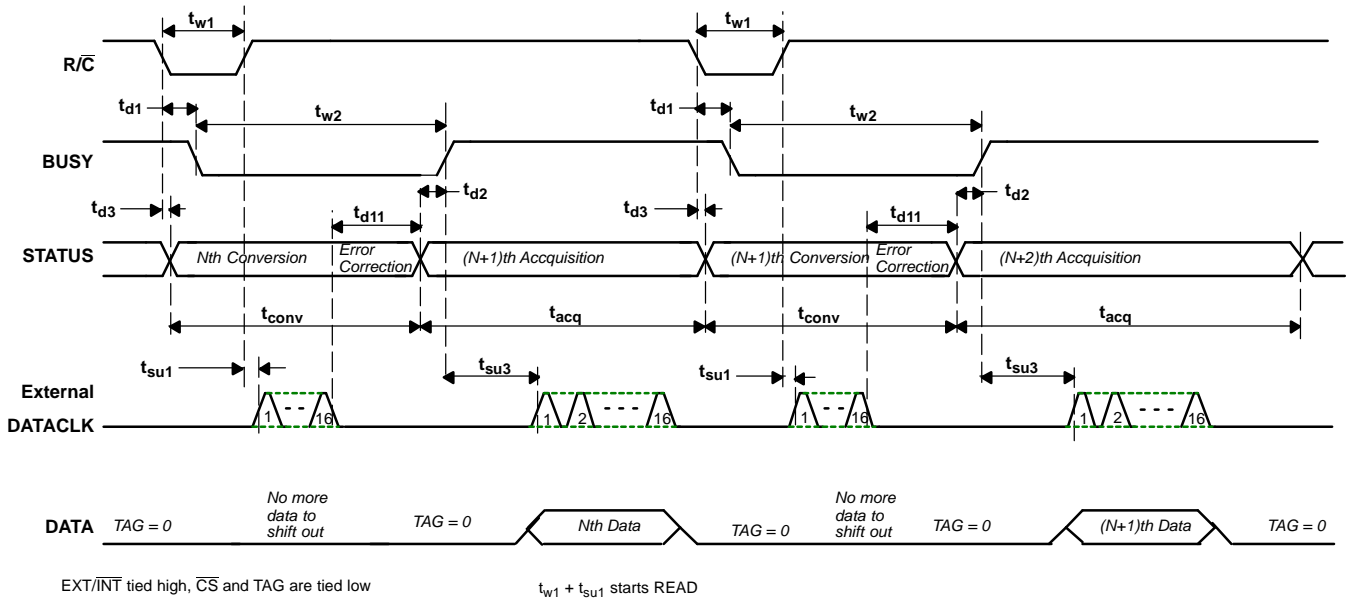 tw1 tw1
R/C
td1 tw2 td1 tw2
BUSY
td2 td2
td3 td11 td3 td11
STATUS Nth Conversion Error Correction (N+1)th Accquisition (N+1)th Conversion Error Correction (N+2)th Acquisition
tconv tacq tconv tacq
tsu1 tsu3 tsu1 tsu3
External
DATACLK 1 - - 16 1 2 - - - 16 1 - - 16 1 2 - - - 16
No more data to shift out No more data to shift out
DATA TAG = 0 TAG = 0 Nth Data TAG = 0 TAG = 0 (N+1)th Data TAG = 0
EXT/INT tied high, CS and TAG are tied low tw1 + tsu1 starts READ